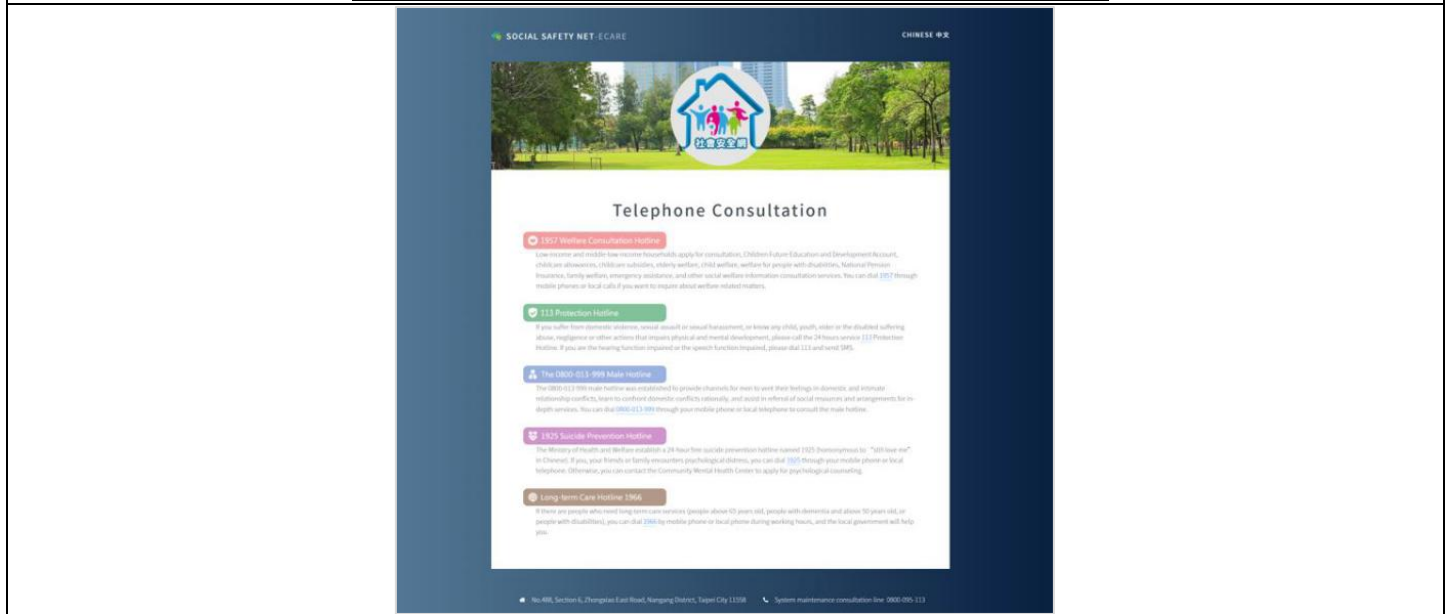 SOCIAL SAFETY NET-ECARE
CHINESE 中文
社會安全網
Telephone Consultation
1957 Welfare Consultation Hotline
Low-income and middle-low-income households apply for consultation, Children Future Education and Development Account,
childcare allowances, childcare subsidies, elderly welfare, child welfare, welfare for people with disabilities, National Pension
Insurance, family welfare, emergency assistance, and other social welfare information consultation services. You can dial 1957 through
mobile phones or local calls if you want to inquire about welfare related matters.
113 Protection Hotline
If you suffer from domestic violence, sexual assault or sexual harassment, or know any child, youth, elder or the disabled suffering
abuse, negligence or other actions that impairs physical and mental development, please call the 24 hours service 113 Protection
Hotline. If you are the hearing function impaired or the speech function impaired, please dial 113 and send SMS.
The 0800-013-999 Male Hotline
The 0800-013-999 male hotline was established to provide channels for men to vent their feelings in domestic and intimate
relationship conflicts, learn to confront domestic conflicts rationally, and assist in referral of social resources and arrangements for in-
depth services. You can dial 0800-013-999 through your mobile phone or local telephone to consult the male hotline.
1925 Suicide Prevention Hotline
The Ministry of Health and Welfare establish a 24-hour free suicide prevention hotline named 1925 (homonymous to “still love me”
in Chinese). If you, your friends or family encounters psychological distress, you can dial 1925 through your mobile phone or local
telephone. Otherwise, you can contact the Community Mental Health Center to apply for psychological counseling.
Long-term Care Hotline 1966
If there are people who need long term care services (people above 65 years old, people with dementia and above 50 years old, or
people with disabilities), you can dial 1966 by mobile phone or local phone during working hours, and the local government will help
you.
No.488, Section 6, Zhongxiao East Road, Nangang District, Taipei City 11558
System maintenance consultation line 0800-095-113